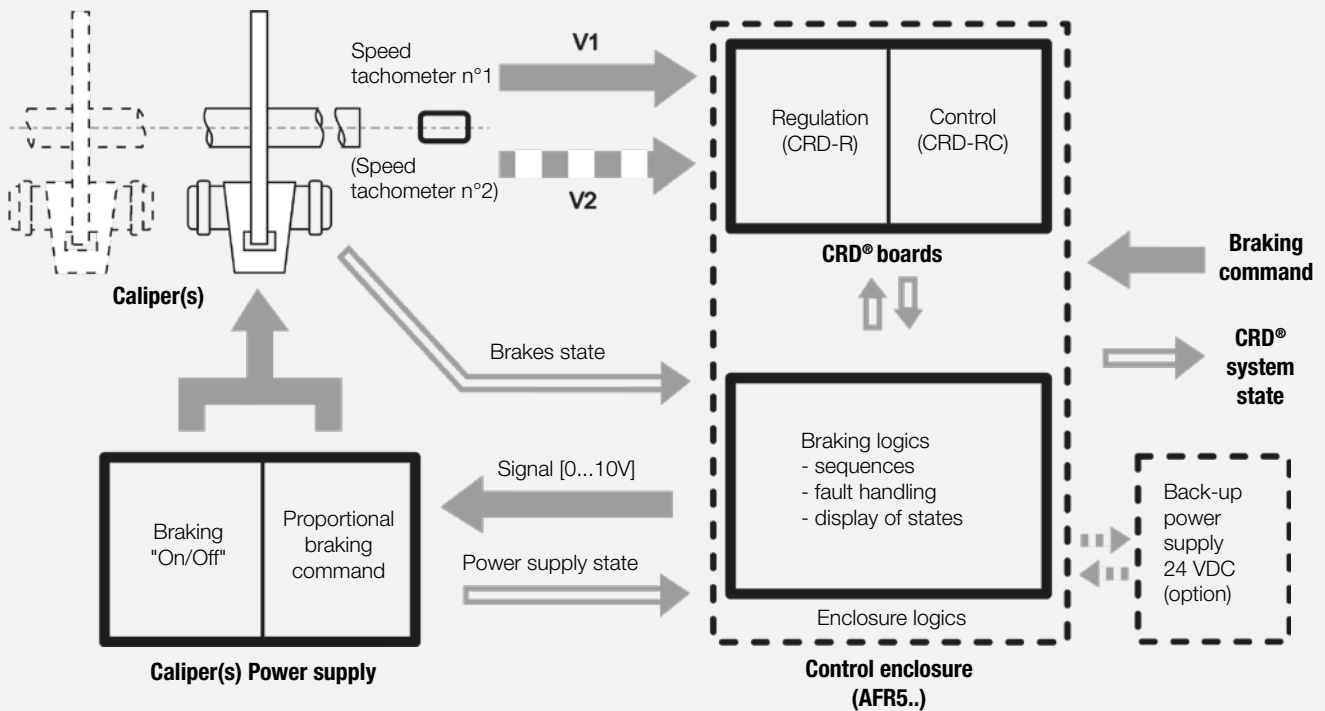 Speed
tachometer n°1
V1
(Speed
tachometer n°2)
V2
Regulation
(CRD-R)
Control
(CRD-RC)
CRD® boards
Braking
command
CRD®
system
state
Caliper(s)
Brakes state
Braking logics
- sequences
- fault handling
- display of states
Enclosure logics
Signal [0...10V]
Power supply state
Braking
"On/Off"
Proportional
braking
command
Caliper(s) Power supply
Back-up
power
supply
24 VDC
(option)
Control enclosure
(AFR5..)